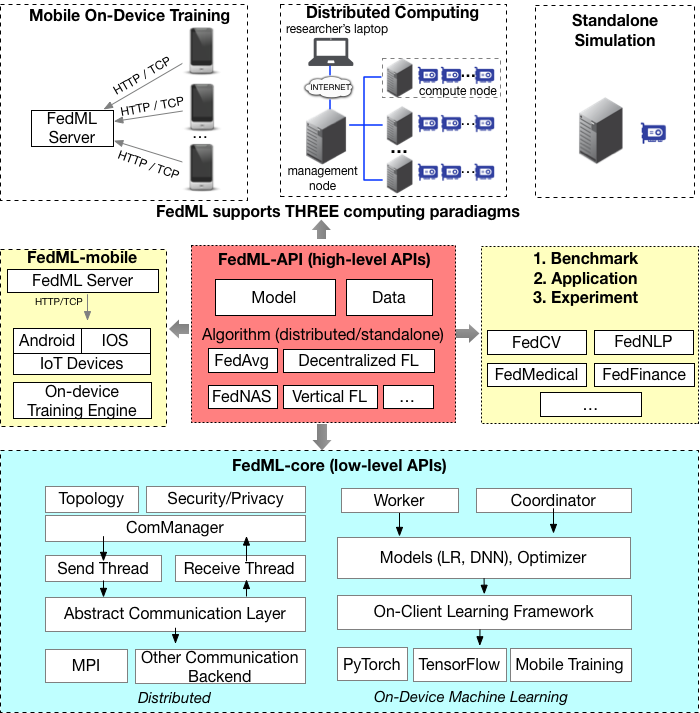 Mobile On-Device Training
HTTP / TCP
HTTP / TCP
...
HTTP / TCP
FedML
Server
Distributed Computing
researcher's laptop
INTERNET
compute node
...
...
...
...
management
node
Standalone
Simulation
FedML supports THREE computing paradiagms
FedML-mobile
FedML Server
HTTP/TCP
Android
IOS
IoT Devices
On-device
Training Engine
FedML-API (high-level APIs)
Model
Data
Algorithm (distributed/standalone)
FedAvg
Decentralized FL
FedNAS
Vertical FL
...
1. Benchmark
2. Application
3. Experiment
FedCV
FedNLP
FedMedical
FedFinance
...
FedML-core (low-level APIs)
Topology
Security/Privacy
ComManager
Send Thread
Receive Thread
Abstract Communication Layer
MPI
Other Communication
Backend
Distributed
Worker
Coordinator
Models (LR, DNN), Optimizer
On-Client Learning Framework
PyTorch
TensorFlow
Mobile Training
On-Device Machine Learning